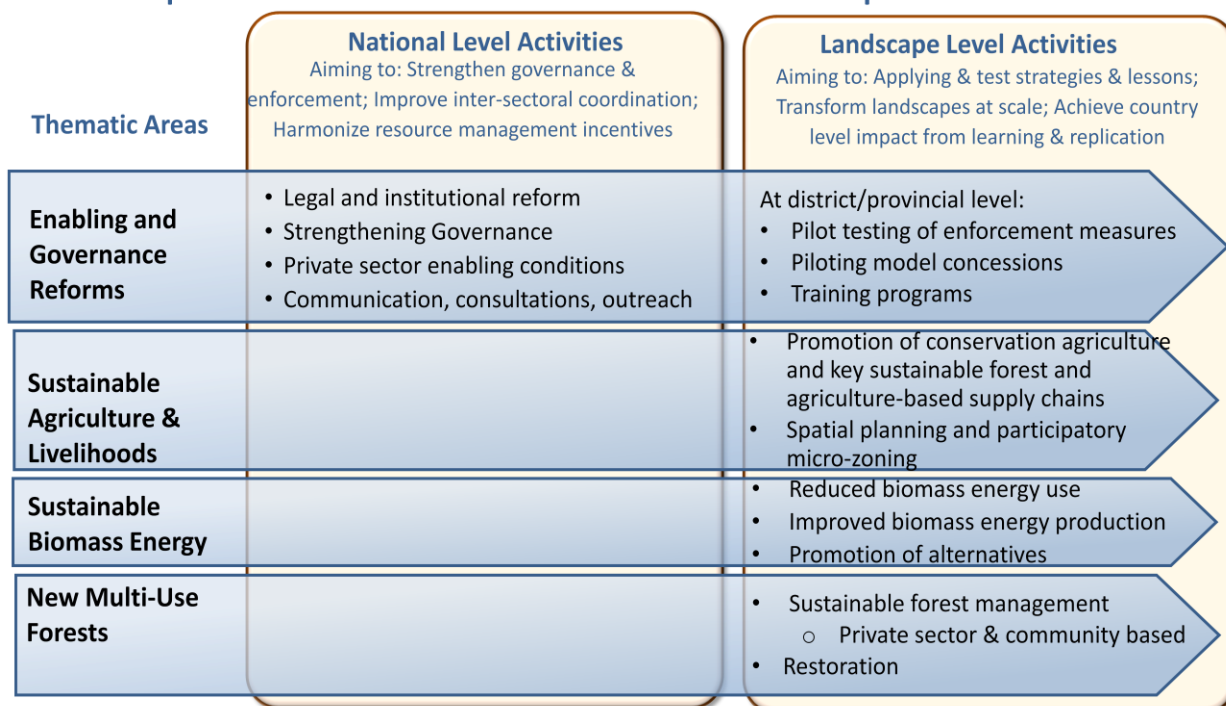 National Level Activities
Aiming to: Strengthen governance &
enforcement; Improve inter-sectoral coordination;
Harmonize resource management incentives
Landscape Level Activities
Aiming to: Applying & test strategies & lessons;
Transform landscapes at scale; Achieve country
level impact from learning & replication
Thematic Areas
Enabling and
Governance
Reforms
• Legal and institutional reform
• Strengthening Governance
• Private sector enabling conditions
• Communication, consultations, outreach
At district/provincial level:
• Pilot testing of enforcement measures
• Piloting model concessions
• Training programs
Sustainable
Agriculture &
Livelihoods
• Promotion of conservation agriculture
and key sustainable forest and
agriculture-based supply chains
• Spatial planning and participatory
micro-zoning
Sustainable
Biomass Energy
• Reduced biomass energy use
• Improved biomass energy production
• Promotion of alternatives
New Multi-Use
Forests
• Sustainable forest management
o Private sector & community based
• Restoration